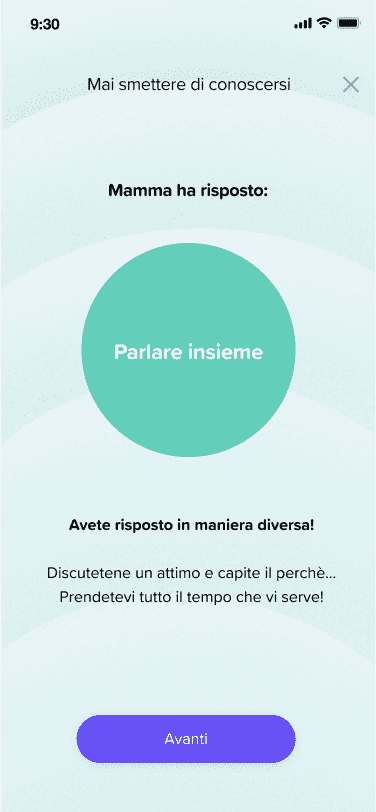 9:30
Mai smettere di conoscersi
Mamma ha risposto:
Parlare insieme
Avete risposto in maniera diversa!
Discutetene un attimo e capite il perchè...
Prendetevi tutto il tempo che vi serve!
Avanti